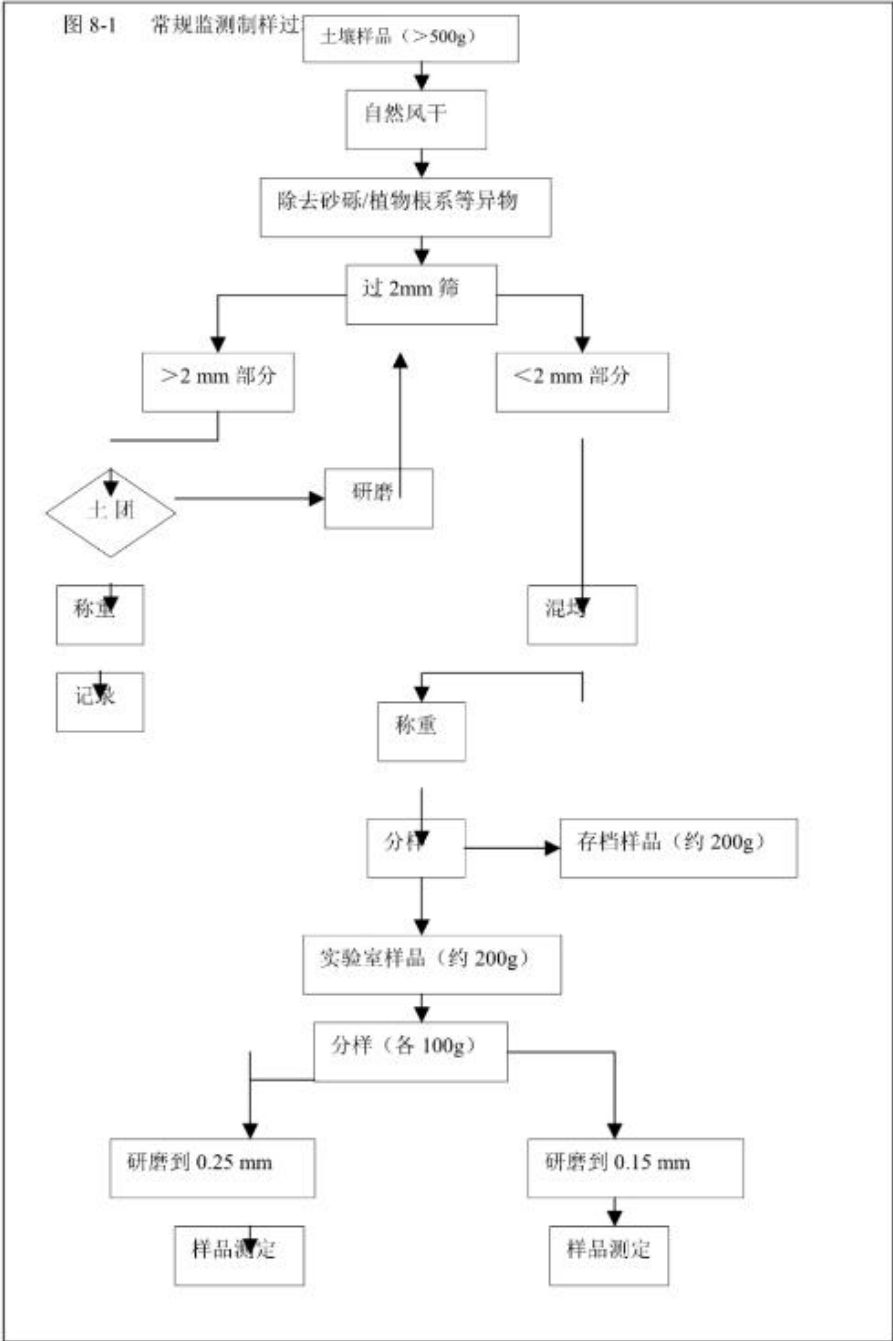 图 8-1 常规监测制样过
土壤样品（＞500g）
自然风干
除去砂砾/植物根系等异物
过 2mm 筛
＞2 mm 部分
＜2 mm 部分
土 团
研磨
称重
混均
记录
称重
分样
存档样品（约 200g）
实验室样品（约 200g）
分样（各 100g）
研磨到 0.25 mm
研磨到 0.15 mm
样品测定
样品测定